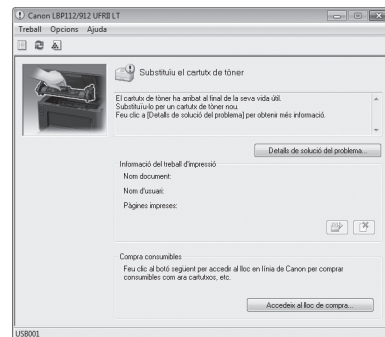 Canon LBP112/912 UFRII LT
Treball Opcions Ajuda
Substituïu el cartutx de tòner
El cartutx de tòner ha arribat al final de la seva vida útil.
Substituïu-lo per un cartutx de tòner nou.
Feu clic a [Detalls de solució del problema] per obtenir més informació.
Detalls de solució del problema...
Informació del treball d'impressió
Nom document:
Nom d'usuari:
Pàgines impreses:
Compra consumibles
Feu clic al botó següent per accedir al lloc en línia de Canon per comprar
consumibles com ara cartutxos, etc.
Accedeix al lloc de compra...
USB001